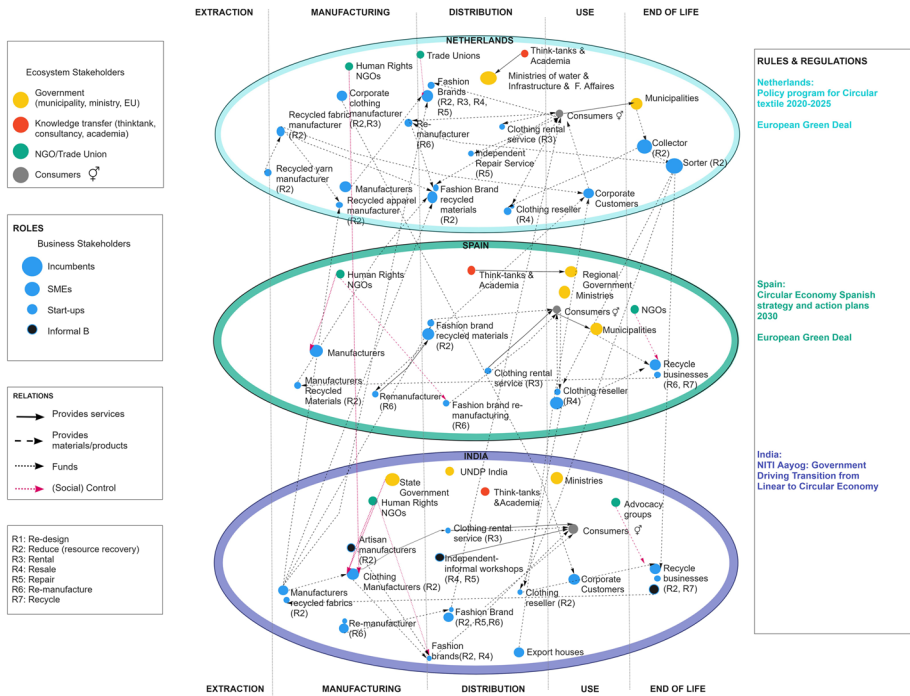 EXTRACTION
MANUFACTURING
DISTRIBUTION
USE
END OF LIFE
Ecosystem Stakeholders
Government
(municipality, ministry, EU)
Knowledge transfer (thinktank,
consultancy, academia)
NGO/Trade Union
Consumers
ROLES
Business Stakeholders
Incumbents
SMEs
Start-ups
Informal B
RELATIONS
Provides services
Provides
materials/products
Funds
(Social) Control
R1: Re-design
R2: Reduce (resource recovery)
R3: Rental
R4: Resale
R5: Repair
R6: Re-manufacture
R7: Recycle
NETHERLANDS
Human Rights
NGOs
Trade Unions
Think-tanks &
Academia
Ministries of water &
Infrastructure & F. Affaires
Corporate
clothing
manufacturer
(R2,R3)
Fashion
Brands
(R2, R3, R4,
R5)
Recycled fabric
manufacturer
(R2)
Re-
manufacturer
(R6)
Clothing rental
service (R3)
Consumers
Municipalities
Independent
Repair Service
(R5)
Collector
(R2)
Sorter (R2)
Recycled yarn
manufacturer
(R2)
Manufacturers
Recycled apparel
manufacturer (R2)
Fashion Brand
recycled
materials
(R2)
Clothing reseller
(R4)
Corporate
Customers
SPAIN
Human Rights
NGOs
Think-tanks &
Academia
Regional
Government
Ministries
Consumers
NGOs
Municipalities
Fashion brand
recycled materials
(R2)
Manufacturers
Manufacturers
Recycled
Materials (R2)
Remanufacturer
(R6)
Clothing rental
service (R3)
Fashion brand re-
manufacturing
(R6)
Clothing reseller
(R4)
Recycle
businesses
(R6, R7)
INDIA
State
Government
Human Rights
NGOs
UNDP India
Think-tanks
&Academia
Ministries
Advocacy
groups
Artisan
manufacturers
(R2)
Clothing rental
service (R3)
Consumers
Independent-
informal workshops
(R4, R5)
Clothing
Manufacturers (R2)
Manufacturers
recycled fabrics
(R2)
Corporate
Customers
Clothing
reseller (R2)
Recycle
businesses
(R2, R7)
Re-manufacturer
(R6)
Fashion Brand
(R2, R5,R6)
Fashion
brands(R2, R4)
Export houses
RULES & REGULATIONS
Netherlands:
Policy program for Circular
textile 2020-2025
European Green Deal
Spain:
Circular Economy Spanish
strategy and action plans
2030
European Green Deal
India:
NITI Aayog: Government
Driving Transition from
Linear to Circular Economy
EXTRACTION
MANUFACTURING
DISTRIBUTION
USE
END OF LIFE